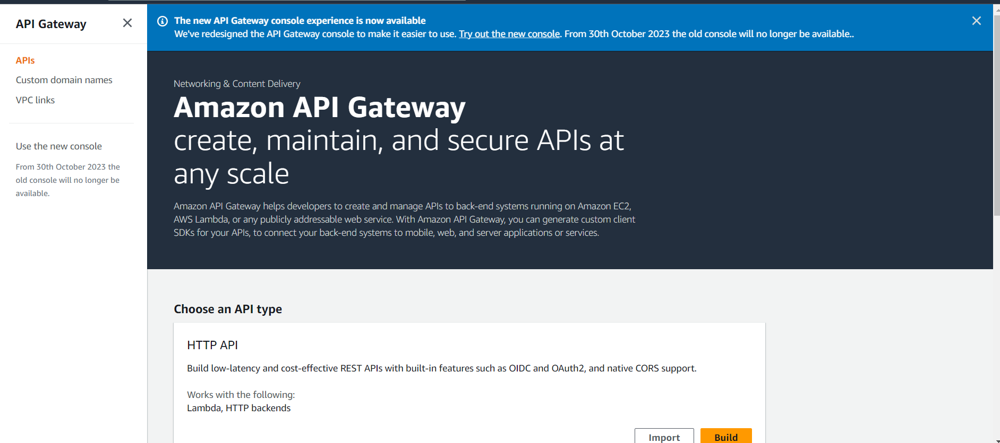 API Gateway
APIs
Custom domain names
VPC links
Use the new console
From 30th October 2023 the
old console will no longer be
available.
The new API Gateway console experience is now available
We've redesigned the API Gateway console to make it easier to use. Try out the new console. From 30th October 2023 the old console will no longer be available..
Networking & Content Delivery
Amazon API Gateway
create, maintain, and secure APIs at
any scale
Amazon API Gateway helps developers to create and manage APIs to back-end systems running on Amazon EC2,
AWS Lambda, or any publicly addressable web service. With Amazon API Gateway, you can generate custom client
SDKs for your APIs, to connect your back-end systems to mobile, web, and server applications or services.
Choose an API type
HTTP API
Build low-latency and cost-effective REST APIs with built-in features such as OIDC and OAuth2, and native CORS support.
Works with the following:
Lambda, HTTP backends
Import
Build